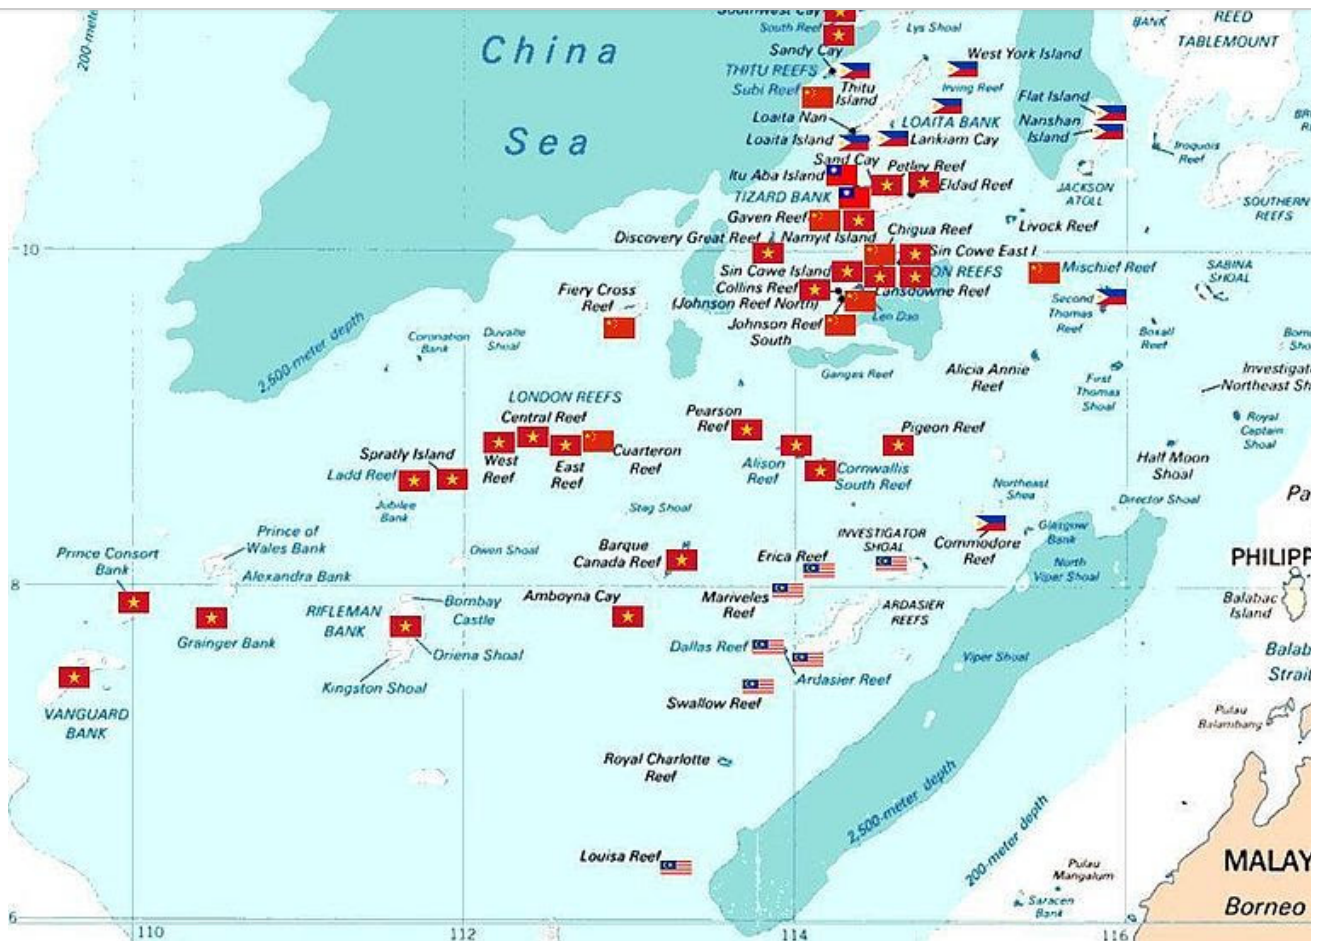 Southwest Cay
South Reef
Lys Shoal
BANK
REED
TABLEMOUNT
200-mete
China
Sea
Sandy Cay
THITU REEFS
Subi Reef
Thitu
Island
West York Island
Irving Reef
Flat Island
Nanshan
Island
Loaita Nan
Loaita Island
LOAITA BANK
Lankiam Cay
Iroquois
Reef
Sand Cay
Petley Reef
Itu Aba Island
Eldad Reef
TIZARD BANK
JACKSON
ATOLL
SOUTHERN
REEFS
Gaven Reef
Chigua Reef
Livock Reef
Discovery Great Reef
Namyit Island
Sin Cowe East I.
10
Sin Cowe Island
ON REEFS
Mischief Reef
SABINA
SHOAL
Collins Reef
(Johnson Reef North)
Lansdowne Reef
Fiery Cross
Reef
Len Dao
Second
Thomas
Reef
Johnson Reef
South
Boxall
Reef
2,500-meter depth
Coronation
Bank
Duvalle
Shoal
Ganges Reef
Alicia Annie
Reef
First
Thomas
Shoal
Investigat
Northeast Sh
LONDON REEFS
Central Reef
Pearson
Reef
Pigeon Reef
Royal
Captain
Shoal
West
Reef
East
Reef
Cuarteron
Reef
Spratly Island
Ladd Reef
Alison
Reef
Cornwallis
South Reef
Half Moon
Shoal
Jubilee
Bank
Stag Shoal
Northeast
Shea
Director Shoal
Pa
Prince of
Wales Bank
Owen Shoal
INVESTIGATOR
SHOAL
Commodore
Reef
Glasgow
Bank
Prince Consort
Bank
Barque
Canada Reef
Erica Reef
PHILIPP
North
Viper Shoal
Alexandra Bank
8
Amboyna Cay
Mariveles
Reef
Balabac
Island
RIFLEMAN
BANK
Bombay
Castle
ARDASIER
REEFS
Grainger Bank
Oriena Shoal
Dallas Reef
Viper Shoal
Balab
Strait
Kingston Shoal
Ardasier Reef
Swallow Reef
VANGUARD
BANK
Pulau
Balambang
Royal Charlotte
Reef
2,500-meter depth
200-meter depth
Louisa Reef
Pulau
Mangalum
MALAY
Saracen
Bank
Borneo
6
110
112
114
116